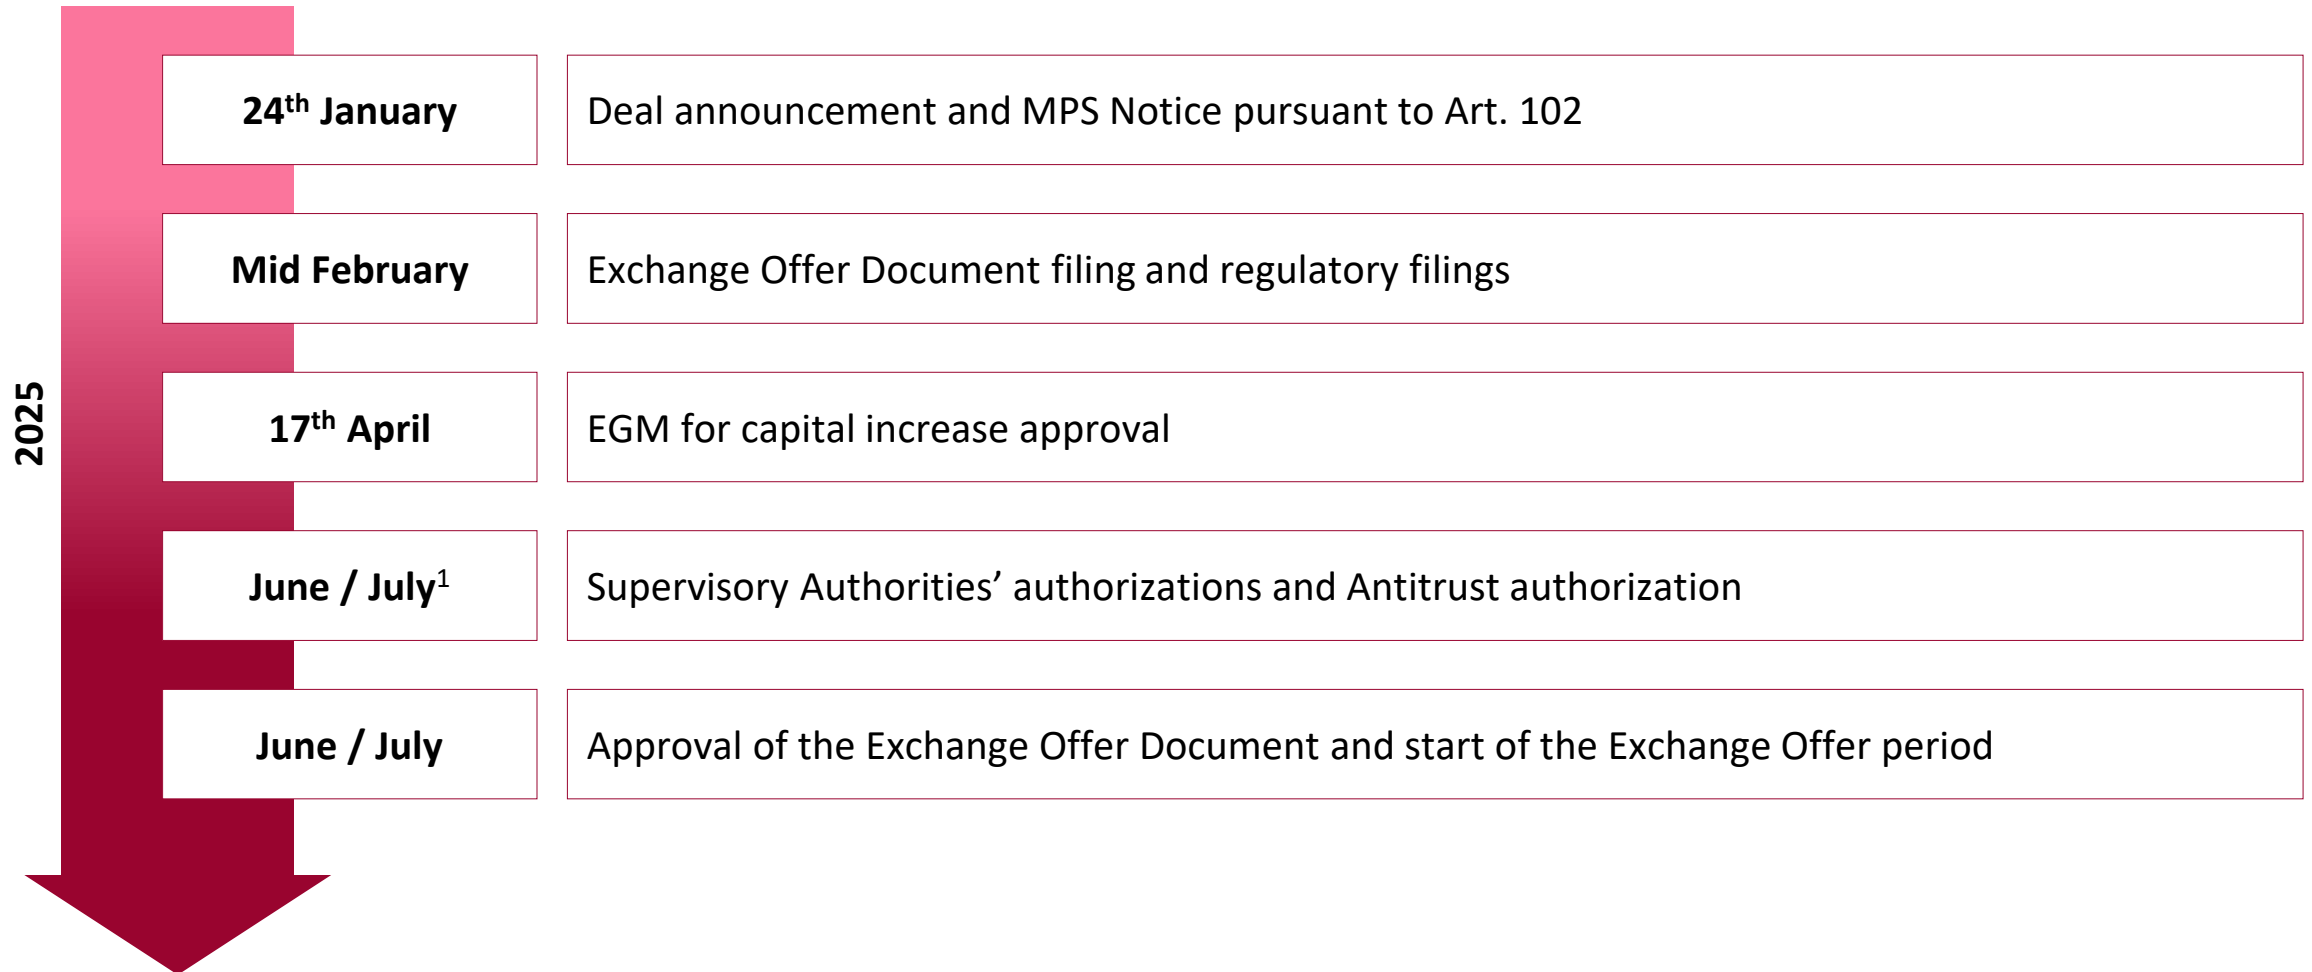 2025
24th January
Deal announcement and MPS Notice pursuant to Art. 102
Mid February
Exchange Offer Document filing and regulatory filings
17th April
EGM for capital increase approval
June / July1
Supervisory Authorities’ authorizations and Antitrust authorization
June / July
Approval of the Exchange Offer Document and start of the Exchange Offer period